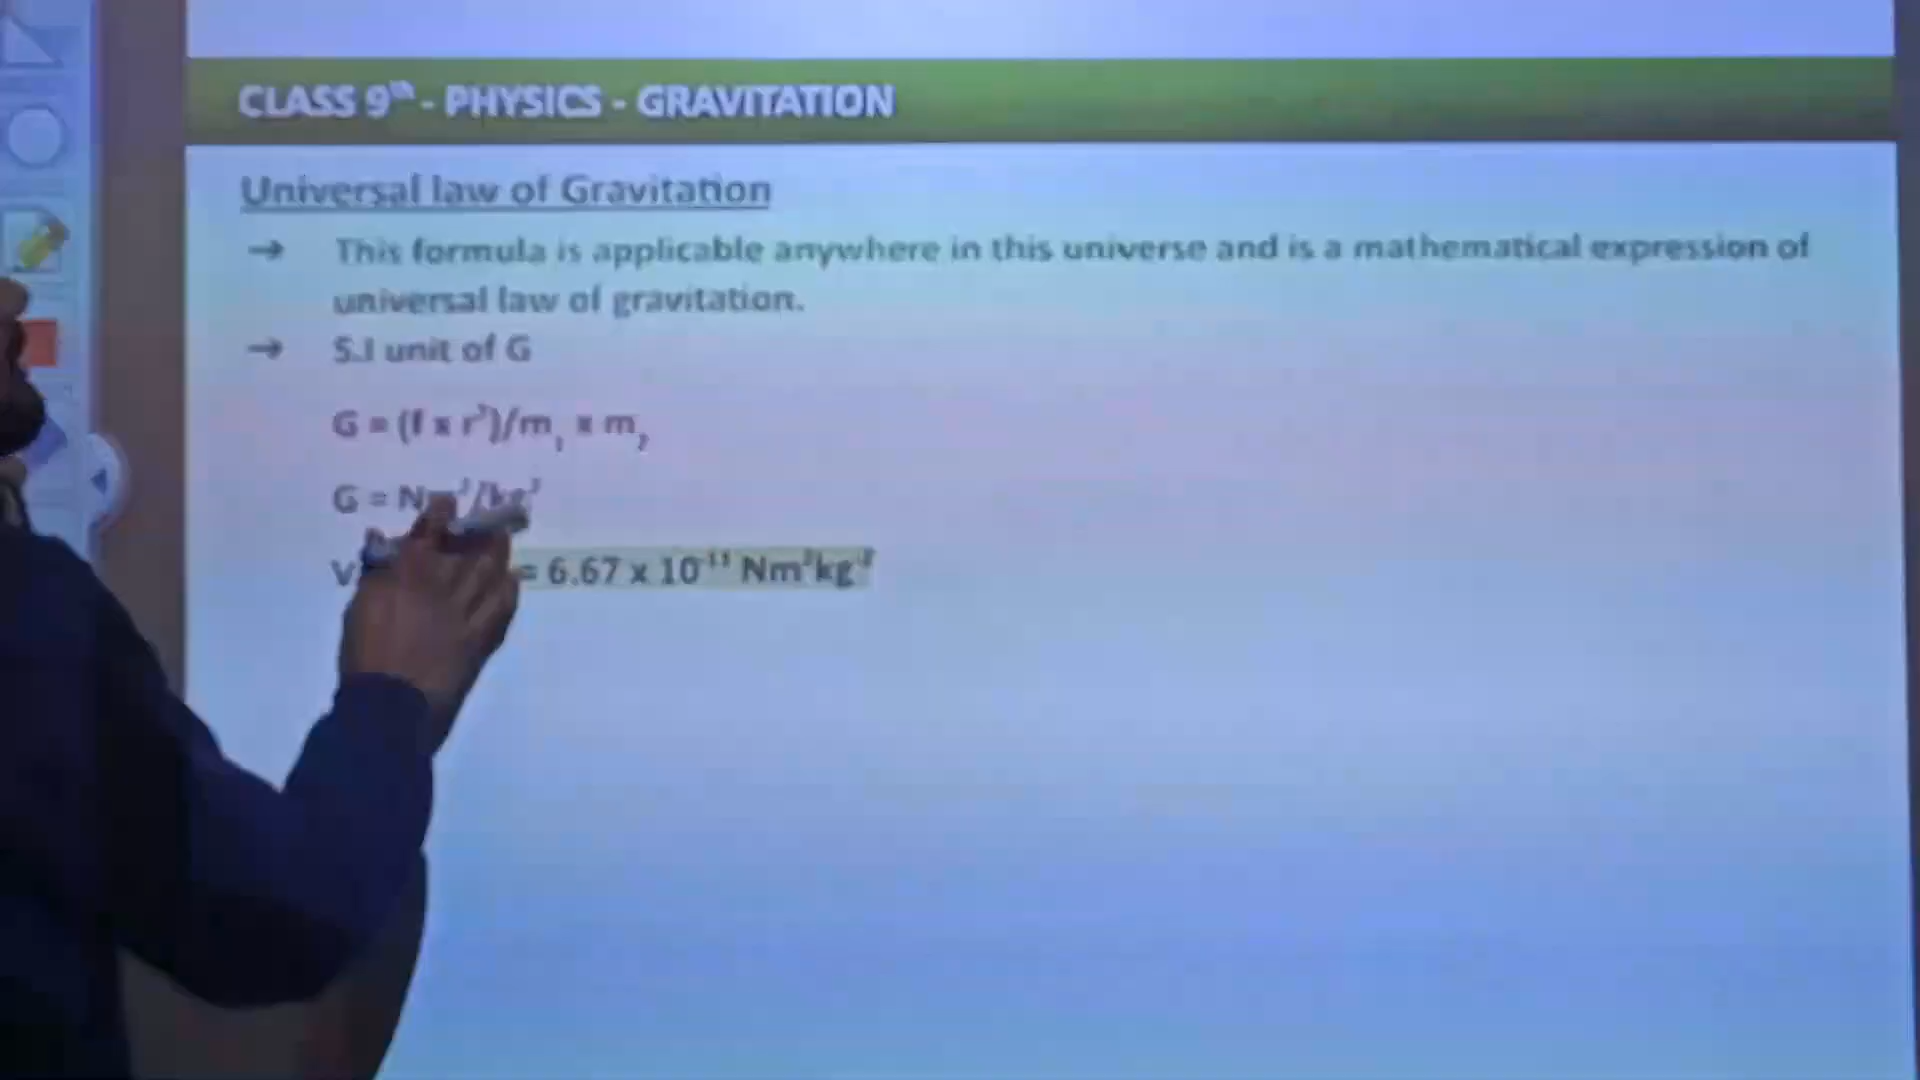 CLASS 9th - PHYSICS - GRAVITATION
Universal law of Gravitation
→ This formula is applicable anywhere in this universe and is a mathematical expression of
universal law of gravitation.
→ S.I unit of G
G = (f x r²)/m₁ x m₂
G = Nm²/kg²
= 6.67 x 10⁻¹¹ Nm²kg⁻²